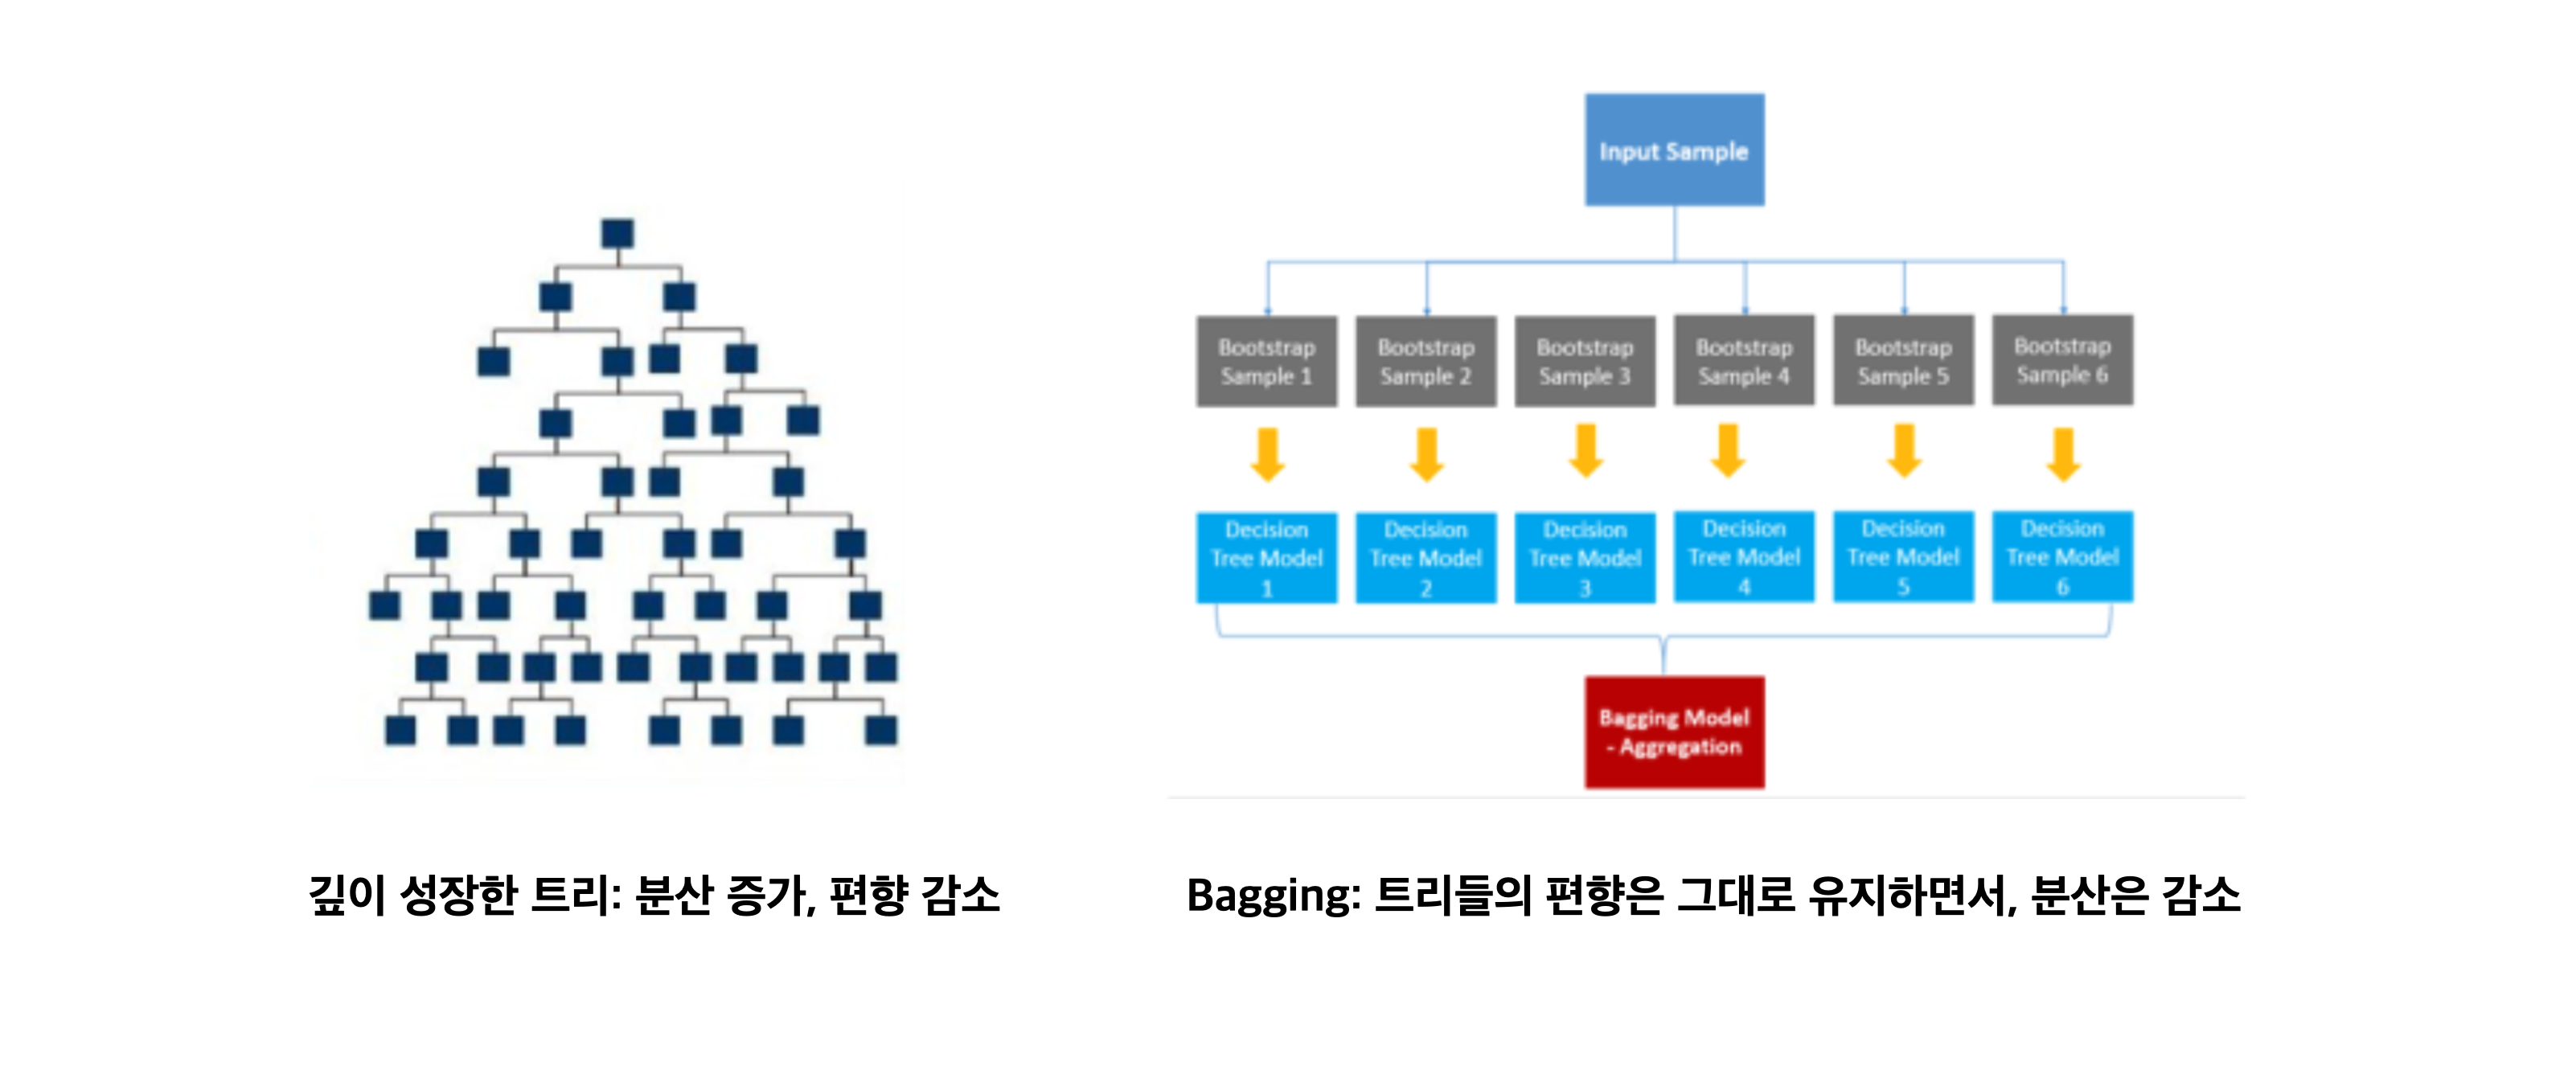 Input Sample
Bootstrap
Sample 1
Bootstrap
Sample 2
Bootstrap
Sample 3
Bootstrap
Sample 4
Bootstrap
Sample 5
Bootstrap
Sample 6
Decision
Tree Model
1
Decision
Tree Model
2
Decision
Tree Model
3
Decision
Tree Model
4
Decision
Tree Model
5
Decision
Tree Model
6
Bagging Model
- Aggregation
깊이 성장한 트리: 분산 증가, 편향 감소
Bagging: 트리들의 편향은 그대로 유지하면서, 분산은 감소